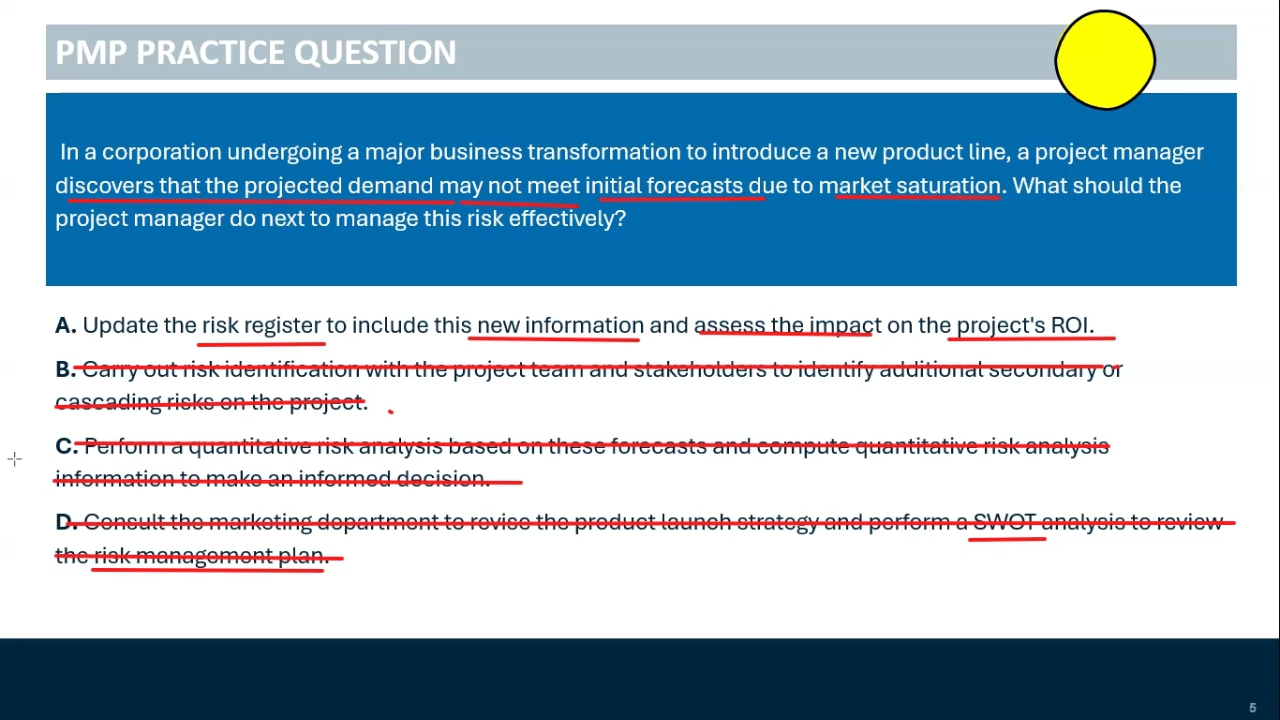 PMP PRACTICE QUESTION
In a corporation undergoing a major business transformation to introduce a new product line, a project manager
discovers that the projected demand may not meet initial forecasts due to market saturation. What should the
project manager do next to manage this risk effectively?
A. Update the risk register to include this new information and assess the impact on the project's ROI.
B. Carry out risk identification with the project team and stakeholders to identify additional secondary or
cascading risks on the project.
C. Perform a quantitative risk analysis based on these forecasts and compute quantitative risk analysis
information to make an informed decision.
D. Consult the marketing department to revise the product launch strategy and perform a SWOT analysis to review
the risk management plan.
5